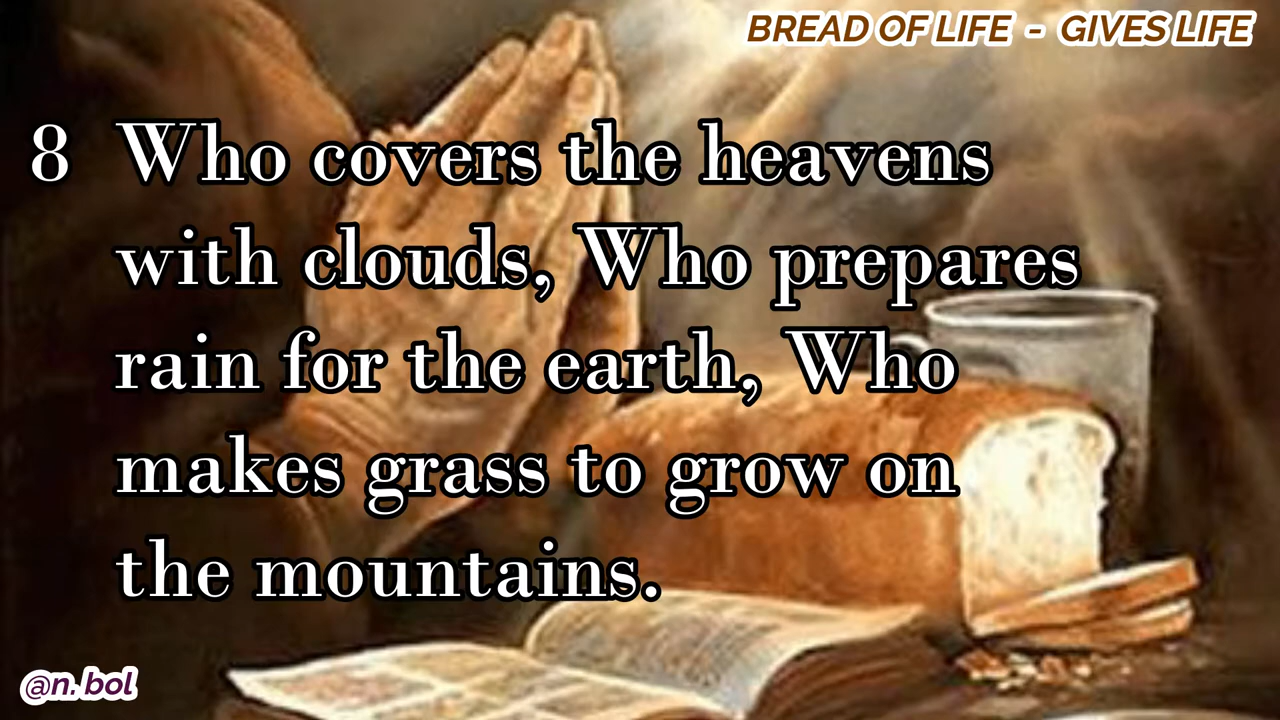 BREAD OF LIFE - GIVES LIFE
8 Who covers the heavens
with clouds, Who prepares
rain for the earth, Who
makes grass to grow on
the mountains.
@n.bol